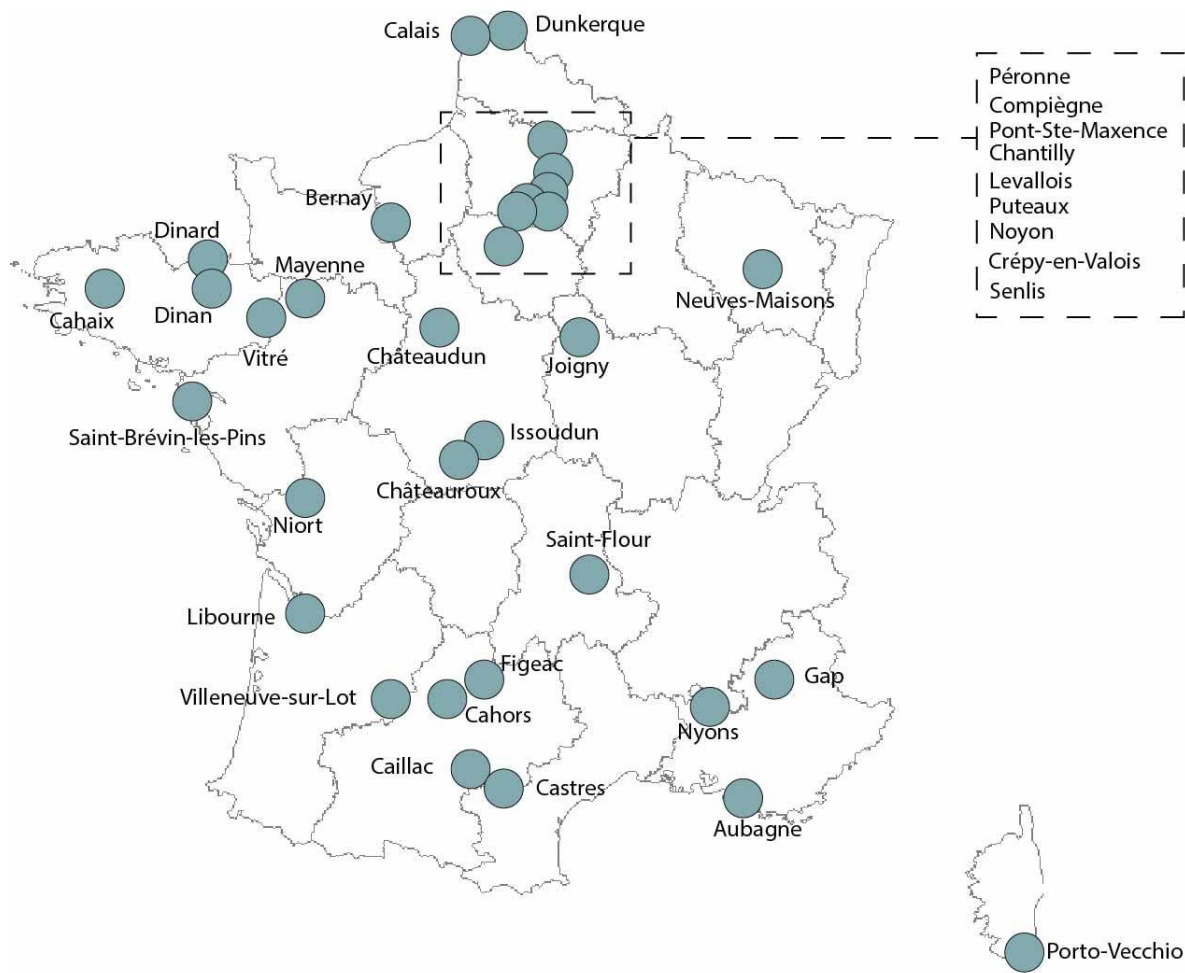 Calais
Dunkerque
Péronne
Compiègne
Pont-Ste-Maxence
Chantilly
Levallois
Puteaux
Noyon
Crépy-en-Valois
Senlis
Bernay
Dinard
Mayenne
Cahaix
Dinan
Vitré
Châteaudun
Joigny
Neuves-Maisons
Saint-Brévin-les-Pins
Issoudun
Châteauroux
Niort
Saint-Flour
Libourne
Figeac
Villeneuve-sur-Lot
Cahors
Gap
Nyons
Caillac
Castres
Aubagne
Porto-Vecchio